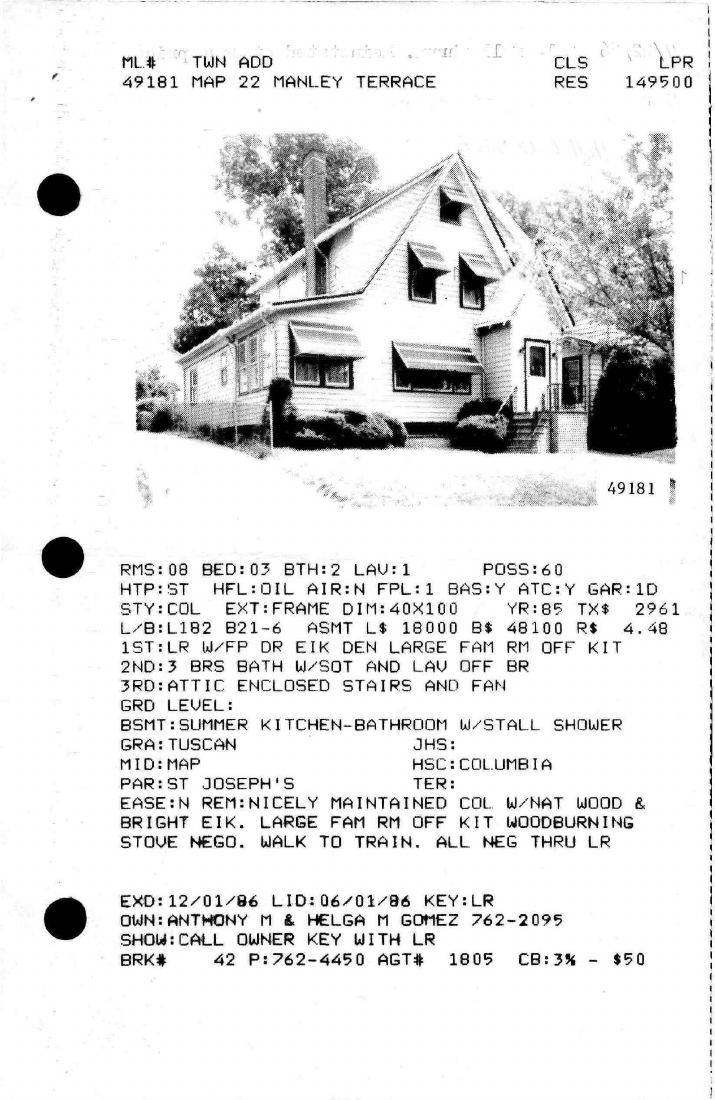 ML# TWN ADD CLS LPR
49181 MAP 22 MANLEY TERRACE RES 149500
49181
RMS:08 BED:03 BTH:2 LAV:1 POSS:60
HTP:ST HFL:OIL AIR:N FPL:1 BAS:Y ATC:Y GAR:1D
STY:COL EXT:FRAME DIM:40X100 YR:85 TX$ 2961
L/B:L182 B21-6 ASMT L$ 18000 B$ 48100 R$ 4.48
1ST:LR W/FP DR EIK DEN LARGE FAM RM OFF KIT
2ND:3 BRS BATH W/SOT AND LAV OFF BR
3RD:ATTIC ENCLOSED STAIRS AND FAN
GRD LEVEL:
BSMT:SUMMER KITCHEN-BATHROOM W/STALL SHOWER
GRA:TUSCAN JHS:
MID:MAP HSC:COLUMBIA
PAR:ST JOSEPH'S TER:
EASE:N REM:NICELY MAINTAINED COL W/NAT WOOD &
BRIGHT EIK. LARGE FAM RM OFF KIT WOODBURNING
STOVE NEGO. WALK TO TRAIN. ALL NEG THRU LR
EXD:12/01/86 LID:06/01/86 KEY:LR
OWN:ANTHONY M & HELGA M GOMEZ 762-2095
SHOW:CALL OWNER KEY WITH LR
BRK# 42 P:762-4450 AGT# 1805 CB:3% - $50